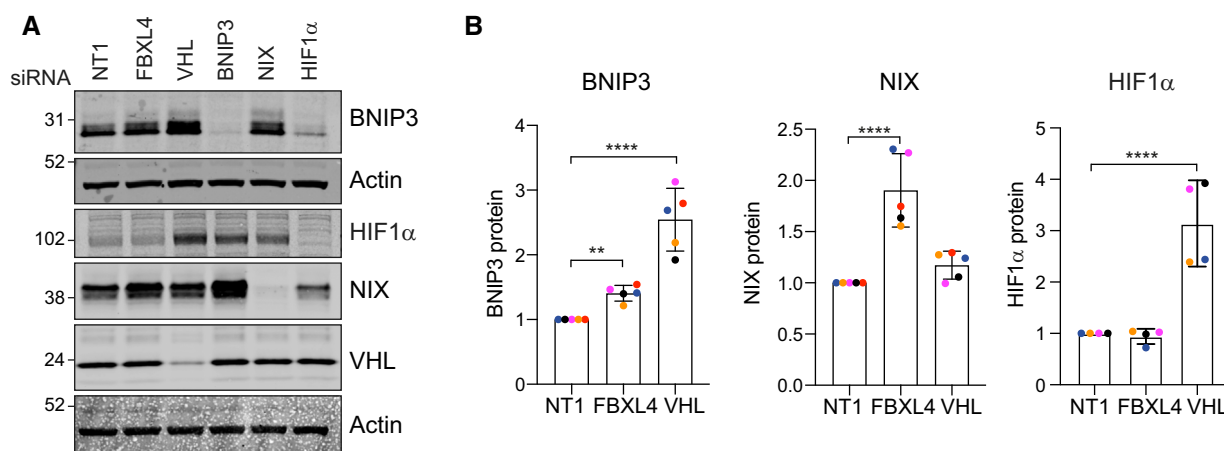 A
siRNA NT1 FBXL4 VHL BNIP3 NIX HIF1α
31 BNIP3
52
Actin
102 HIF1α
38 NIX
24 VHL
52
Actin
B
BNIP3
BNIP3 protein
4
3
2
1
0
**
****
NT1 FBXL4 VHL
NIX
NIX protein
2.5
2.0
1.5
1.0
0.5
0.0
****
NT1 FBXL4 VHL
HIF1α
HIF1α protein
5
4
3
2
1
0
****
NT1 FBXL4 VHL